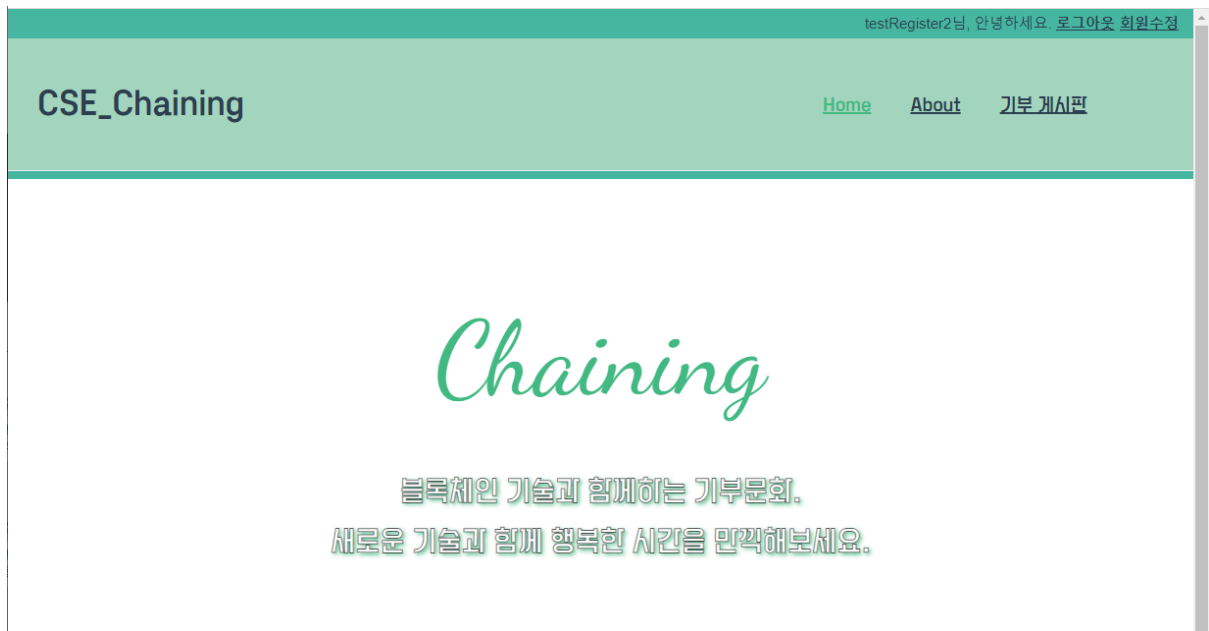 testRegister2님, 안녕하세요. 로그아웃 회원수정
CSE_Chaining
Home About 기부 게시판
Chaining
블록체인 기술과 함께하는 기부문화.
새로운 기술과 함께 행복한 시간을 만끽해보세요.